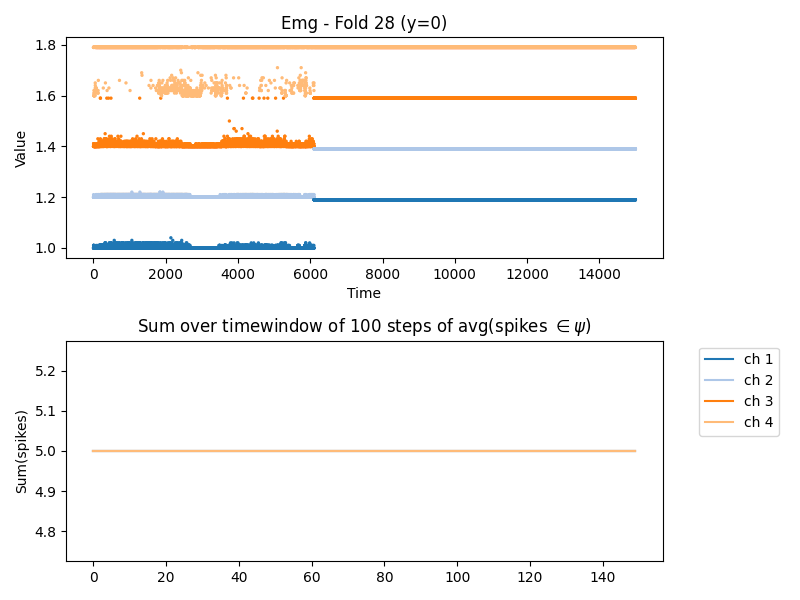 Emg - Fold 28 (y=0)
1.8
1.6
1.4
1.2
1.0
Value
0 2000 4000 6000 8000 10000 12000 14000
Time
Sum over timewindow of 100 steps of avg(spikes ∈ ψ)
5.2
5.1
5.0
4.9
4.8
Sum(spikes)
0 20 40 60 80 100 120 140
ch 1
ch 2
ch 3
ch 4